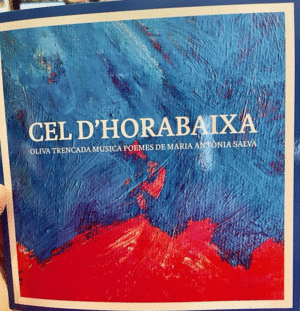 CEL D'HORABAIXA
OLIVA TRENCADA MUSICA POEMES DE MARIA ANTÒNIA SALVÀ